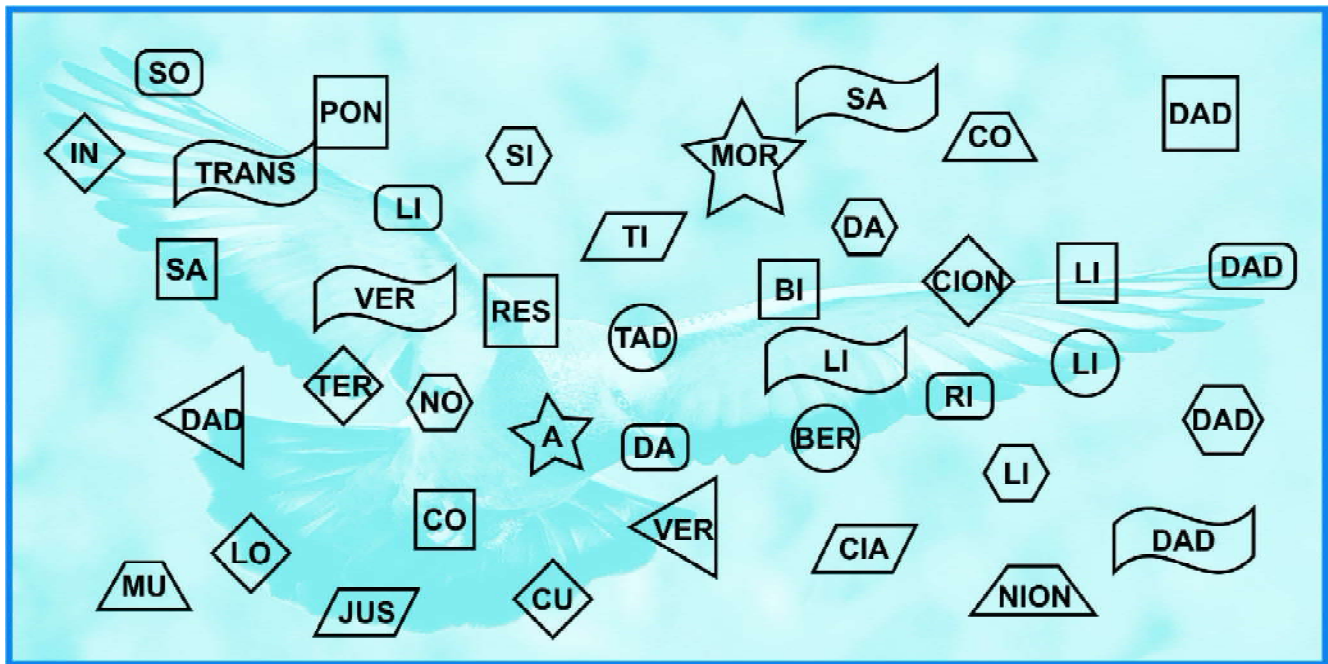 SO
PON
SA
DAD
CO
IN
TRANS
SI
MOR
LI
TI
DA
SA
VER
RES
BI
CION
LI
DAD
TAD
LI
LI
TER
NO
RI
DAD
A
DA
BER
DAD
LI
CO
VER
LO
CIA
DAD
MU
JUS
CU
NION